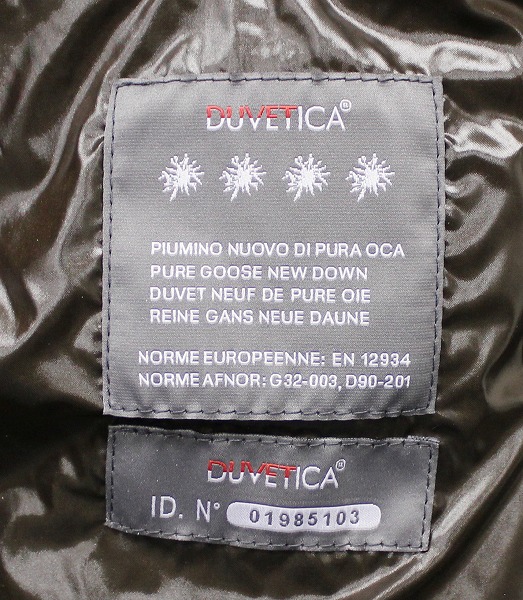 DUVETICA®
PIUMINO NUOVO DI PURA OCA
PURE GOOSE NEW DOWN
DUVET NEUF DE PURE OIE
REINE GANS NEUE DAUNE
NORME EUROPEENNE: EN 12934
NORME AFNOR: G32-003, D90-201
DUVETICA®
ID. N° 01985103